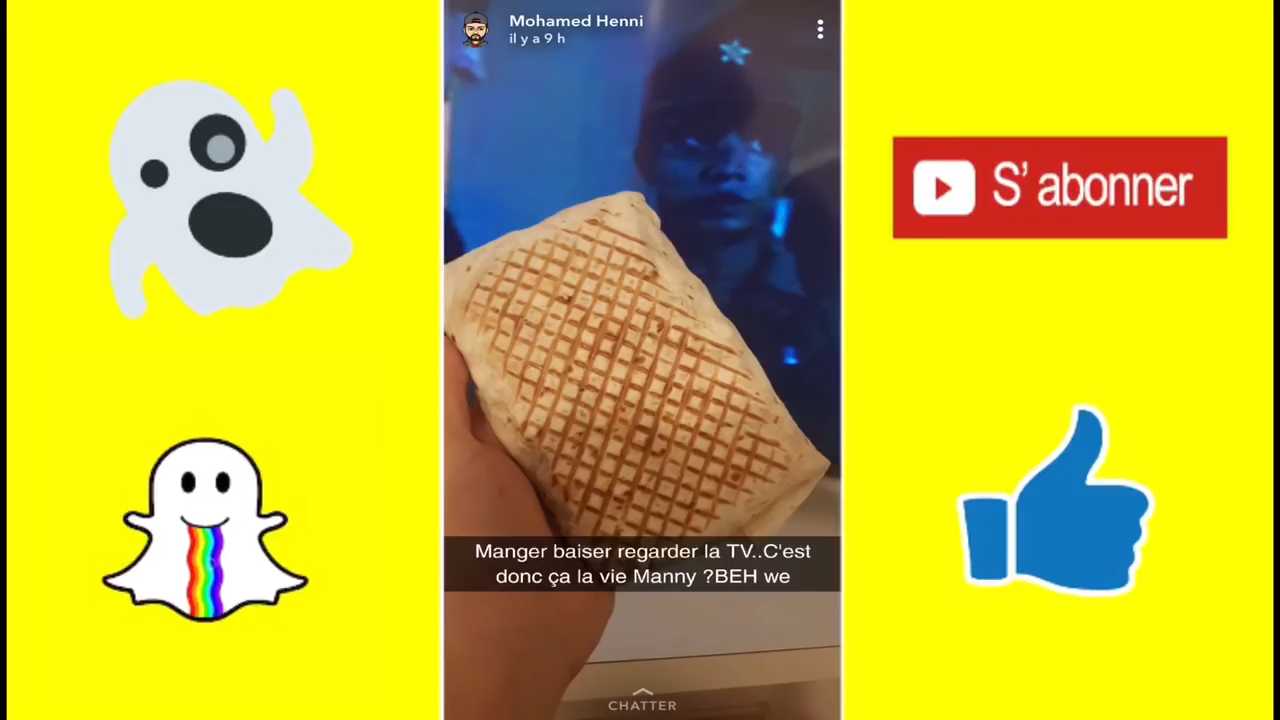 Mohamed Henni
il y a 9 h
S' abonner
Manger baiser regarder la TV..C'est
donc ça la vie Manny ?BEH we
CHATTER